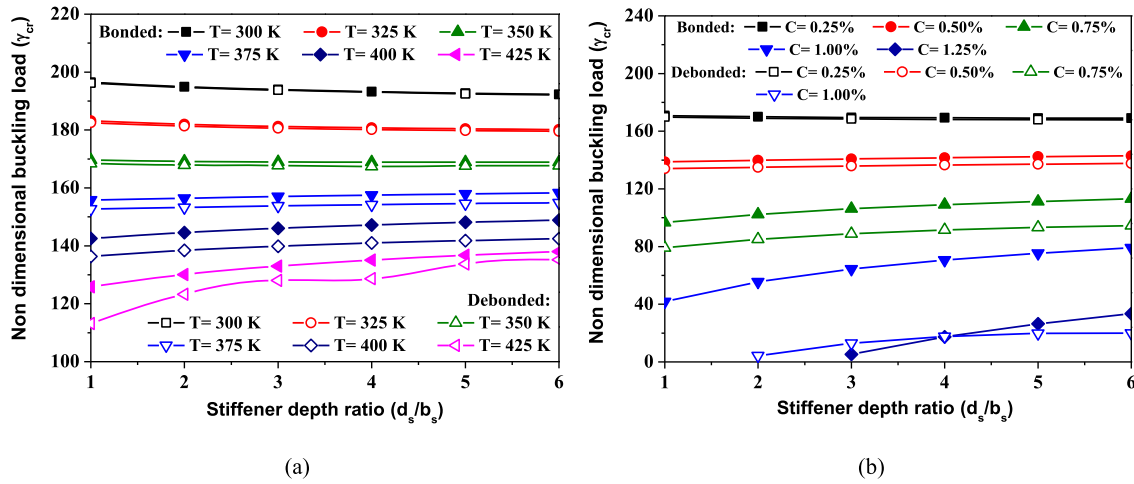 Bonded: T= 300 K T= 325 K T= 350 K
T= 375 K T= 400 K T= 425 K
Non dimensional buckling load (γcr)
220
200
180
160
140
120
100
Debonded:
T= 300 K T= 325 K T= 350 K
T= 375 K T= 400 K T= 425 K
1 2 3 4 5 6
Stiffener depth ratio (ds/bs)
(a)
Bonded: C= 0.25% C= 0.50% C= 0.75%
C= 1.00% C= 1.25%
Debonded: C= 0.25% C= 0.50% C= 0.75%
C= 1.00%
Non dimensional buckling load (γcr)
240
200
160
120
80
40
0
1 2 3 4 5 6
Stiffener depth ratio (ds/bs)
(b)